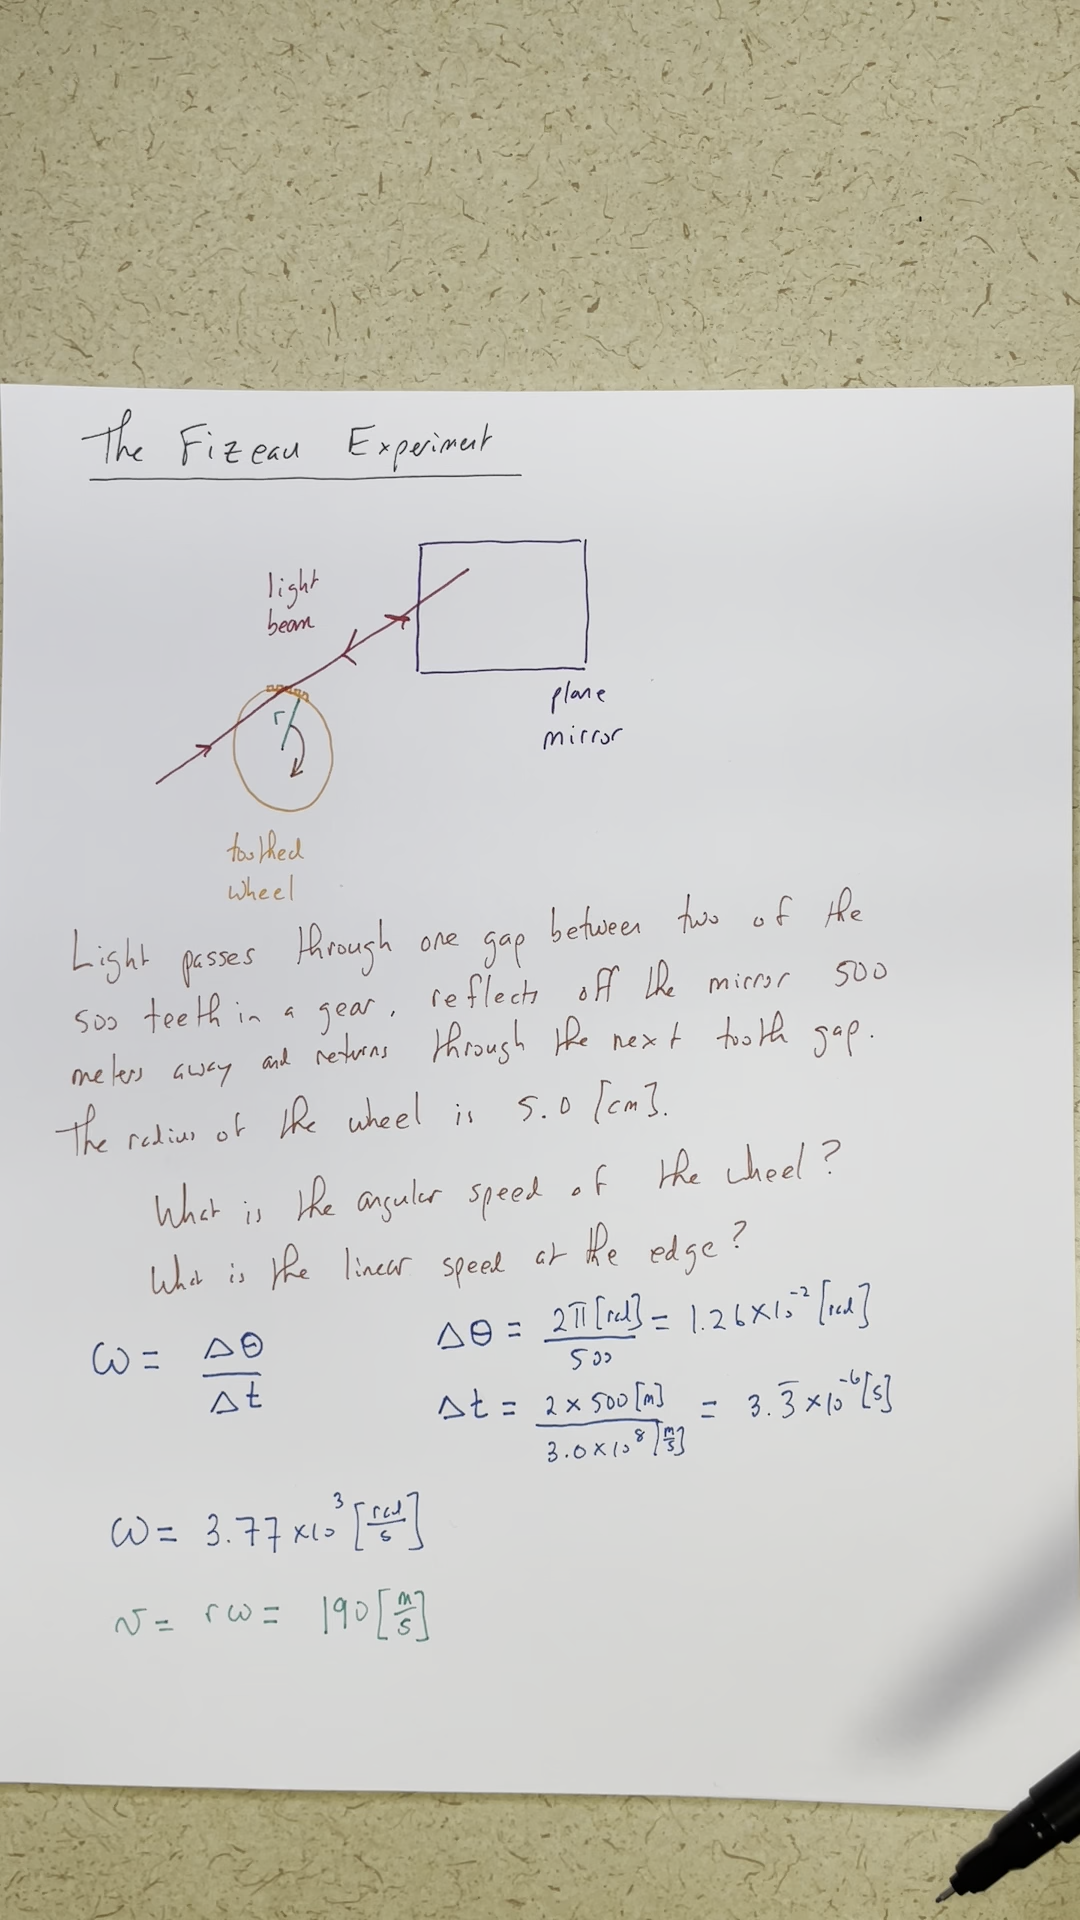 The Fizeau Experiment
light
beam
r
plane
mirror
toothed
wheel
Light passes through one gap between two of the
500 teeth in a gear, reflects off the mirror 500
meters away and returns through the next tooth gap.
The radius of the wheel is 5.0 [cm].
What is the angular speed of the wheel?
What is the linear speed at the edge?
ω = Δθ/Δt
Δθ = 2π[rad]/500 = 1.26×10⁻² [rad]
Δt = 2 × 500[m]/3.0×10⁸[m/s] = 3.3̅×10⁻⁶[s]
ω = 3.77×10³ [rad/s]
v = rω = 190[m/s]